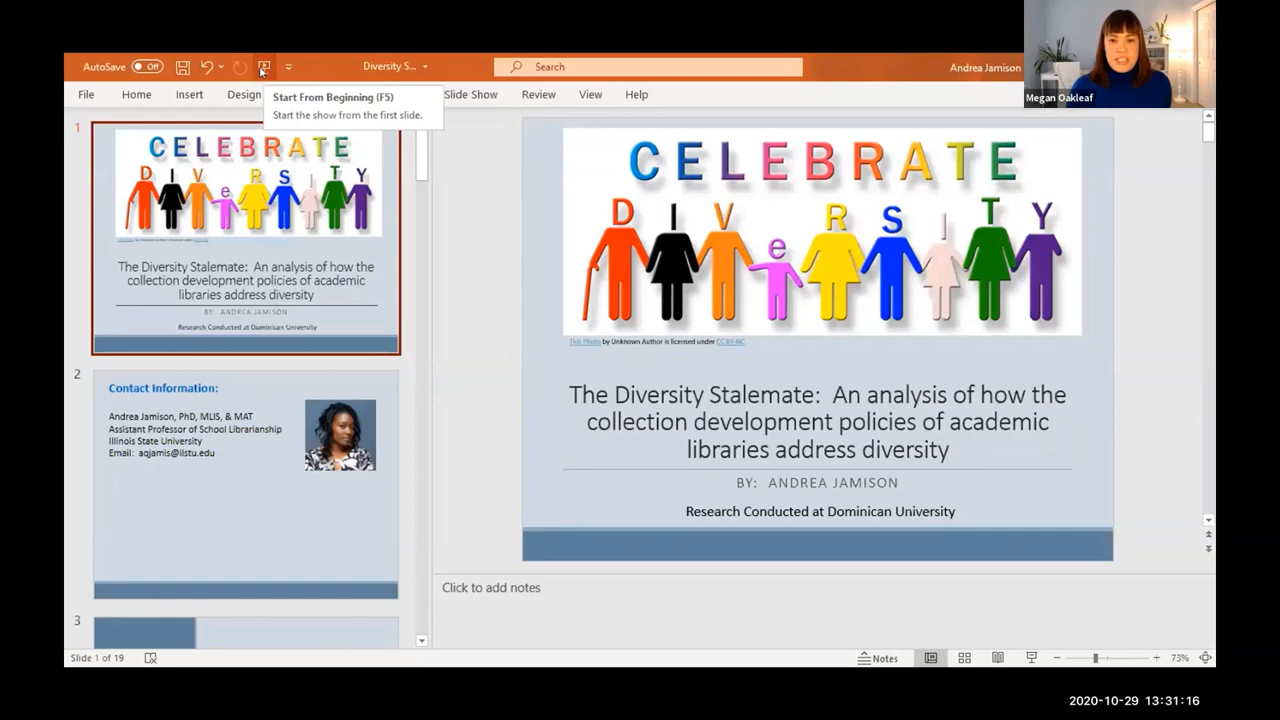 AutoSave Off Diversity S... Search Andrea Jamison
Megan Oakleaf
File Home Insert Design Slide Show Review View Help
Start From Beginning (F5)
Start the show from the first slide.
1
CELEBRATE
DIVeRSITY
The Diversity Stalemate: An analysis of how the
collection development policies of academic
libraries address diversity
BY: ANDREA JAMISON
Research Conducted at Dominican University
2
Contact Information:
Andrea Jamison, PhD, MLIS, & MAT
Assistant Professor of School Librarianship
Illinois State University
Email: aqjamis@ilstu.edu
3
CELEBRATE
DIVeRSITY
This Photo by Unknown Author is licensed under CC BY-NC
The Diversity Stalemate: An analysis of how the
collection development policies of academic
libraries address diversity
BY: ANDREA JAMISON
Research Conducted at Dominican University
Click to add notes
Slide 1 of 19 Notes 73%
2020-10-29 13:31:16